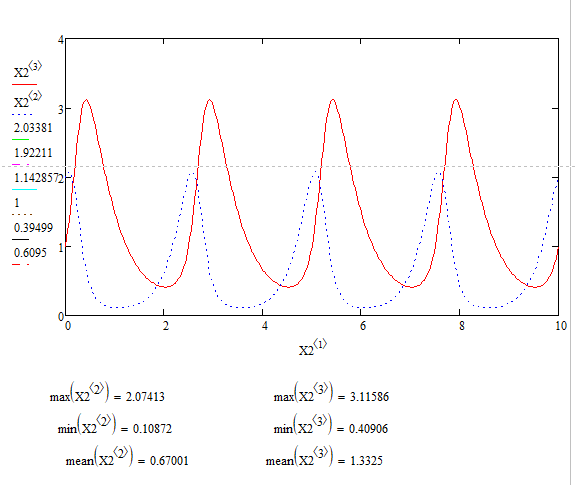 4
X2⟨3⟩
3
X2⟨2⟩
2.03381
1.92211
1.142857
2
1
0.39499
1
0.6095
0
0 2 4 6 8 10
X2⟨1⟩
max(X2⟨2⟩) = 2.07413 max(X2⟨3⟩) = 3.11586
min(X2⟨2⟩) = 0.10872 min(X2⟨3⟩) = 0.40906
mean(X2⟨2⟩) = 0.67001 mean(X2⟨3⟩) = 1.3325